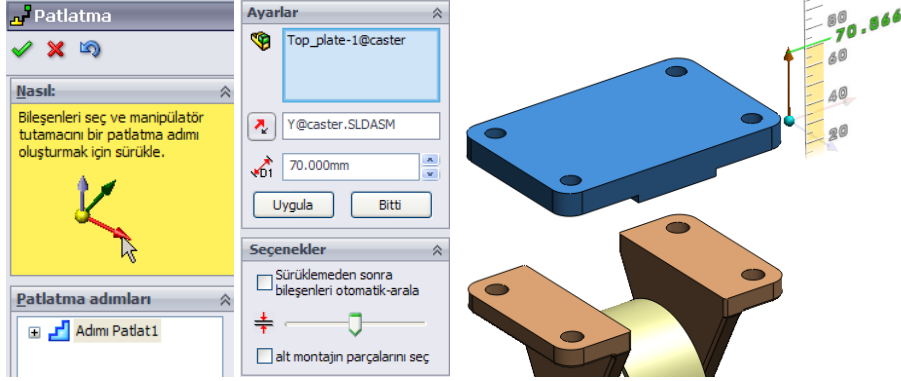 Patlatma
Nasıl:
Bileşenleri seç ve manipülatör
tutamacını bir patlatma adımı
oluşturmak için sürükle.
Patlatma adımları
Adımı Patlat1
Ayarlar
Top_plate-1@caster
Y@caster.SLDASM
D1
70.000mm
Uygula
Bitti
Seçenekler
Sürüklemeden sonra
bileşenleri otomatik-arala
alt montajın parçalarını seç
80
70.866
60
40
20